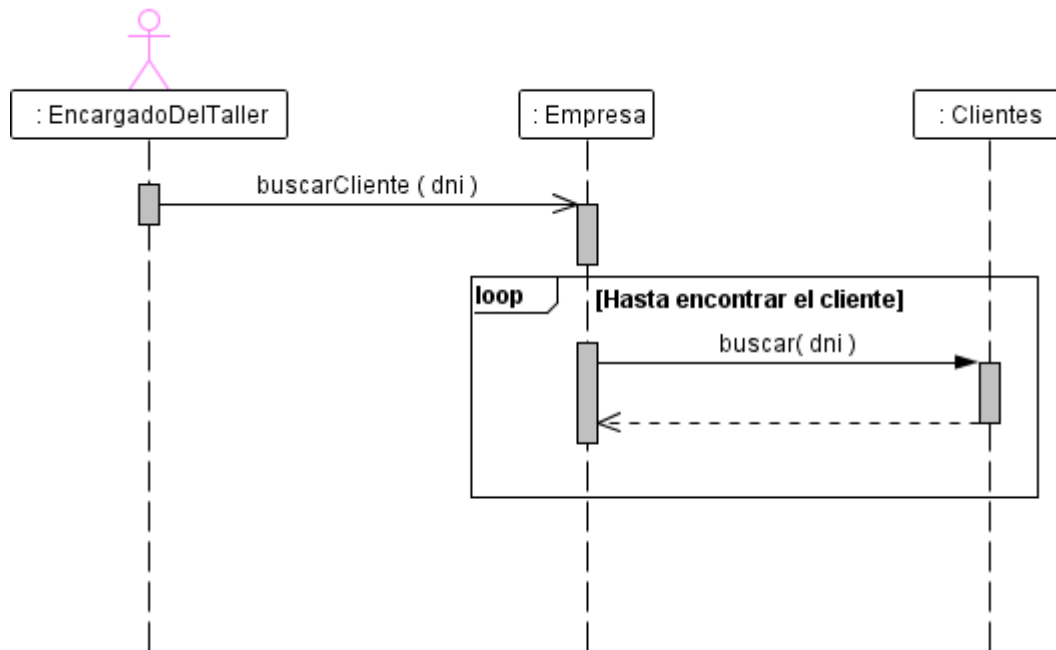 : EncargadoDelTaller
: Empresa
: Clientes
buscarCliente ( dni )
loop
[Hasta encontrar el cliente]
buscar( dni )